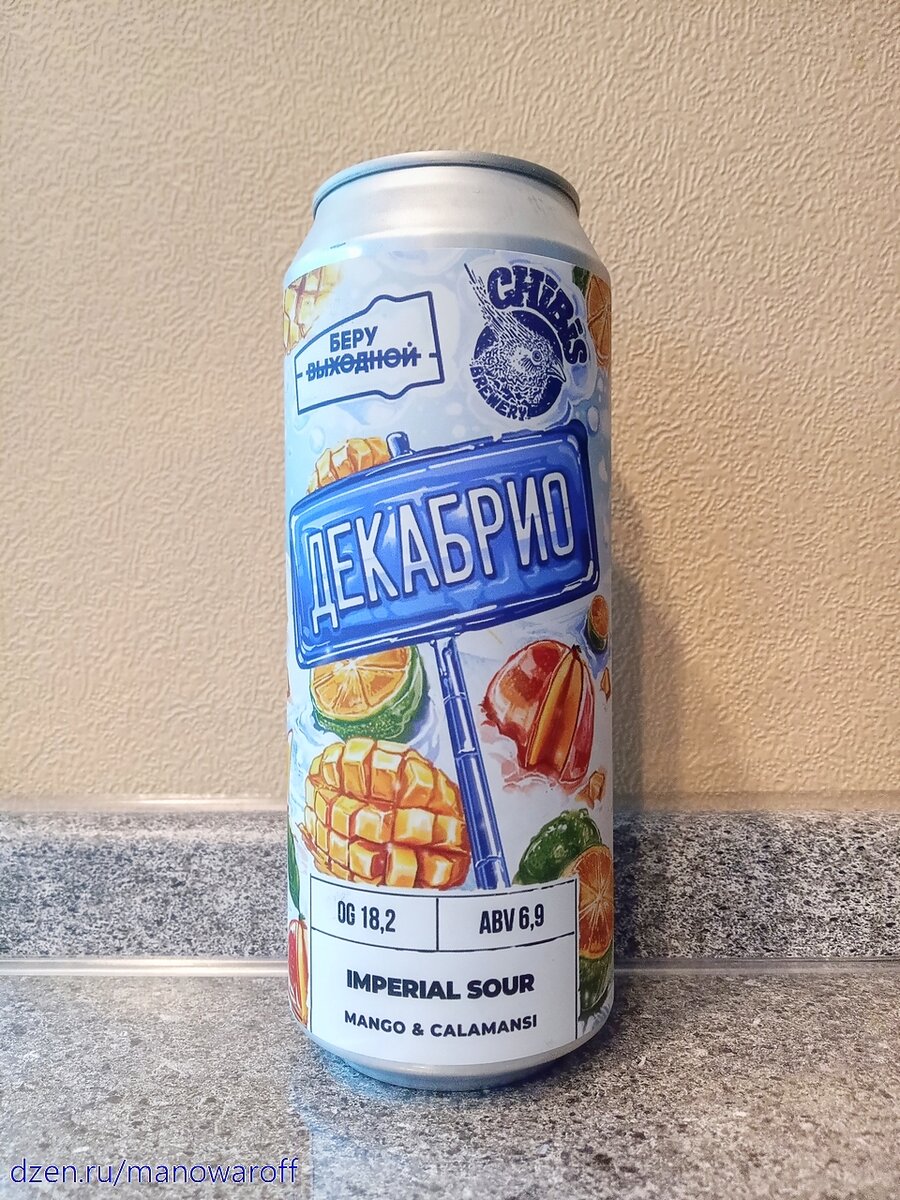 БЕРУ
ВЫХОДНОЙ
CHiBiS
BREWERY
ДЕКАБРИО
OG 18,2
ABV 6,9
IMPERIAL SOUR
MANGO & CALAMANSI
dzen.ru/manowaroff